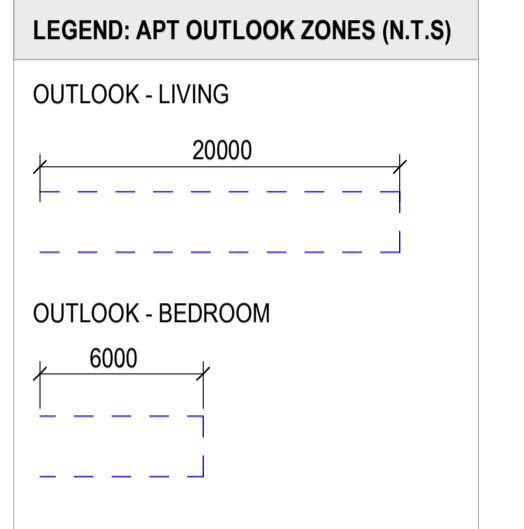 LEGEND: APT OUTLOOK ZONES (N.T.S)
OUTLOOK - LIVING
20000
OUTLOOK - BEDROOM
6000